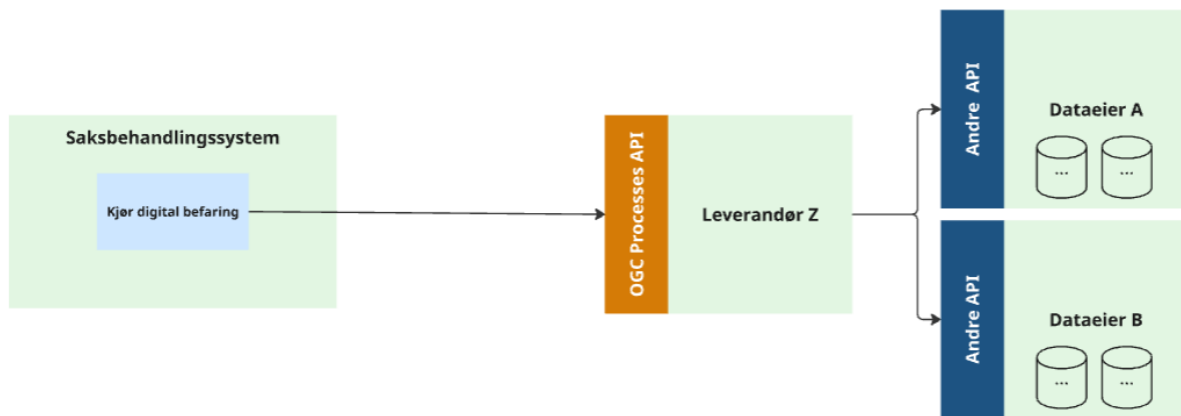 Saksbehandlingssystem
Kjør digital befaring
OGC Processes API
Leverandør Z
Andre API
Dataeier A
...
...
Andre API
Dataeier B
...
...